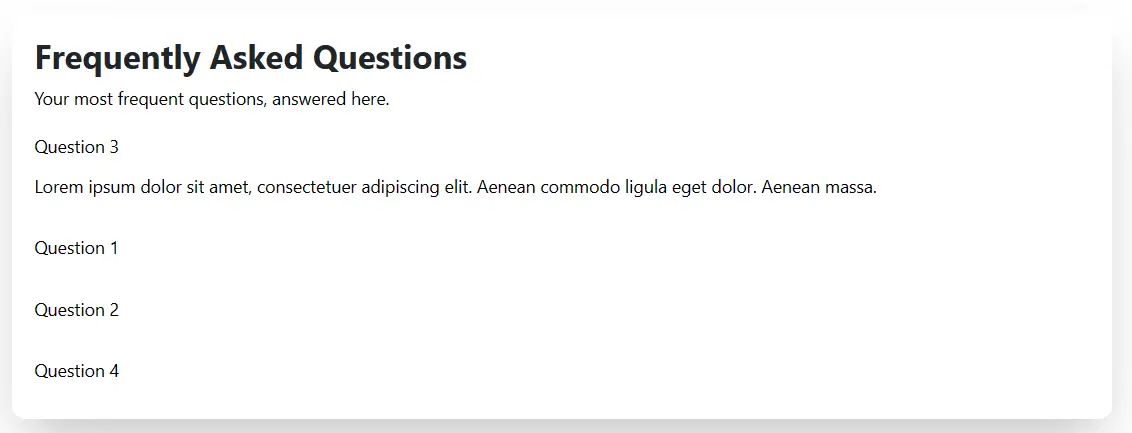 Frequently Asked Questions
Your most frequent questions, answered here.
Question 3
Lorem ipsum dolor sit amet, consectetuer adipiscing elit. Aenean commodo ligula eget dolor. Aenean massa.
Question 1
Question 2
Question 4